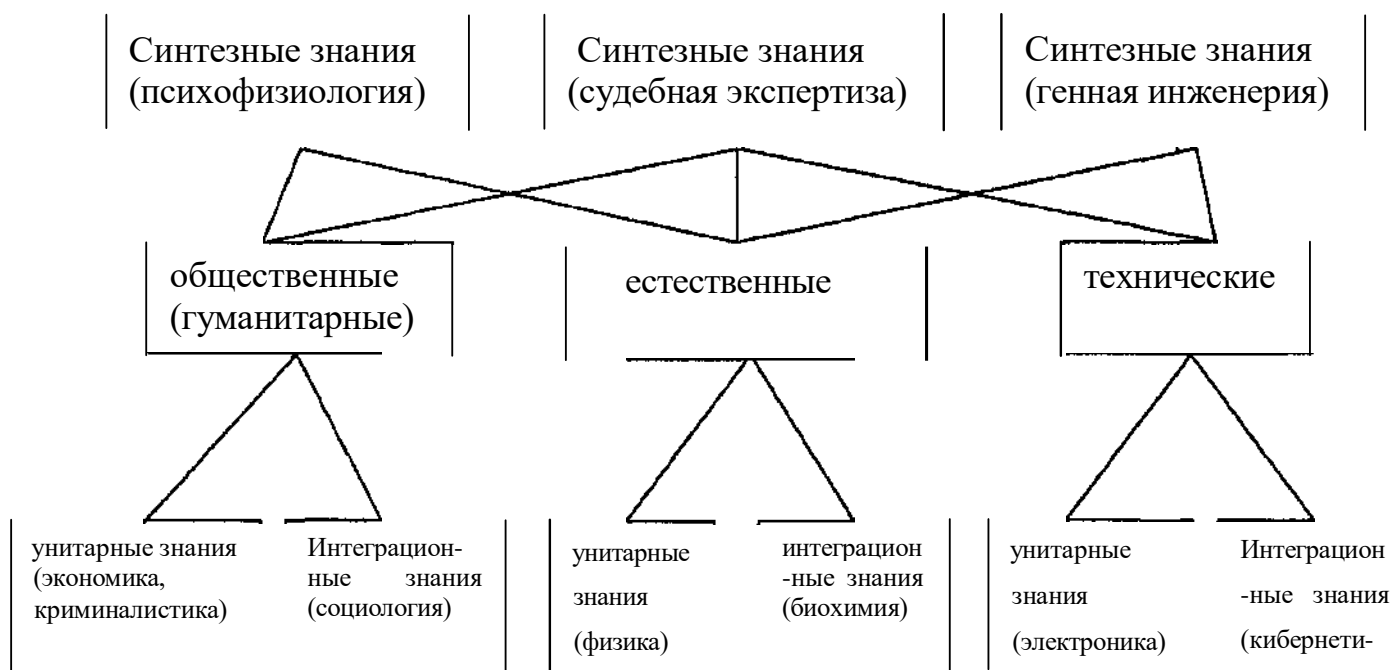 Синтезные знания
(психофизиология)
Синтезные знания
(судебная экспертиза)
Синтезные знания
(генная инженерия)
общественные
(гуманитарные)
естественные
технические
унитарные знания
(экономика,
криминалистика)
Интеграцион-
ные знания
(социология)
унитарные
знания
(физика)
интеграцион
-ные знания
(биохимия)
унитарные
знания
(электроника)
Интеграцион
-ные знания
(кибернети-